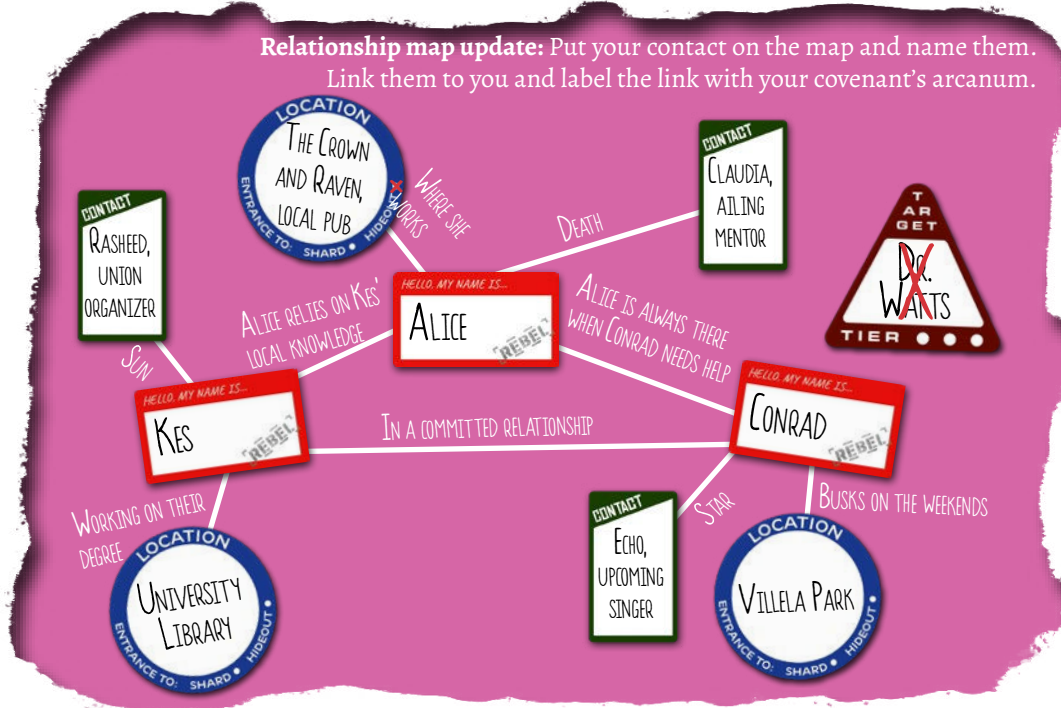 Relationship map update: Put your contact on the map and name them.
Link them to you and label the link with your covenant's arcanum.
LOCATION
The Crown
and Raven,
local pub
ENTRANCE TO: SHARD • HIDEOUT X
Where she
works
CONTACT
Claudia,
ailing
mentor
Death
CONTACT
Rasheed,
union
organizer
Sun
TARGET
Dr.
Watts
TIER
HELLO, MY NAME IS...
Alice
REBEL
Alice relies on Kes'
local knowledge
Alice is always there
when Conrad needs help
HELLO, MY NAME IS...
Kes
REBEL
In a committed relationship
HELLO, MY NAME IS...
Conrad
REBEL
Working on their
degree
LOCATION
University
Library
ENTRANCE TO: SHARD • HIDEOUT •
CONTACT
Echo,
upcoming
singer
Star
Busks on the weekends
LOCATION
Villela Park
ENTRANCE TO: SHARD • HIDEOUT •